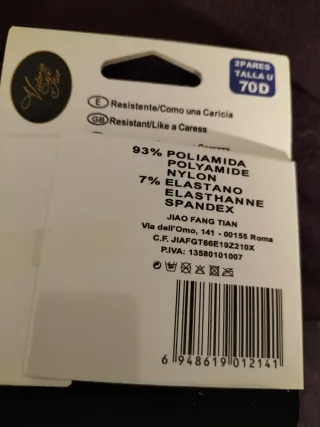 2PARES
TALLA U
70D
E Resistente/Como una Caricia
GB Resistant/Like a Caress
93% POLIAMIDA
POLYAMIDE
NYLON
7% ELASTANO
ELASTHANNE
SPANDEX
JIAO FANG TIAN
Via dell'Omo, 141 - 00155 Roma
C.F. JIAFGT66E19Z210X
P.IVA: 13580101007
6 948619 012141